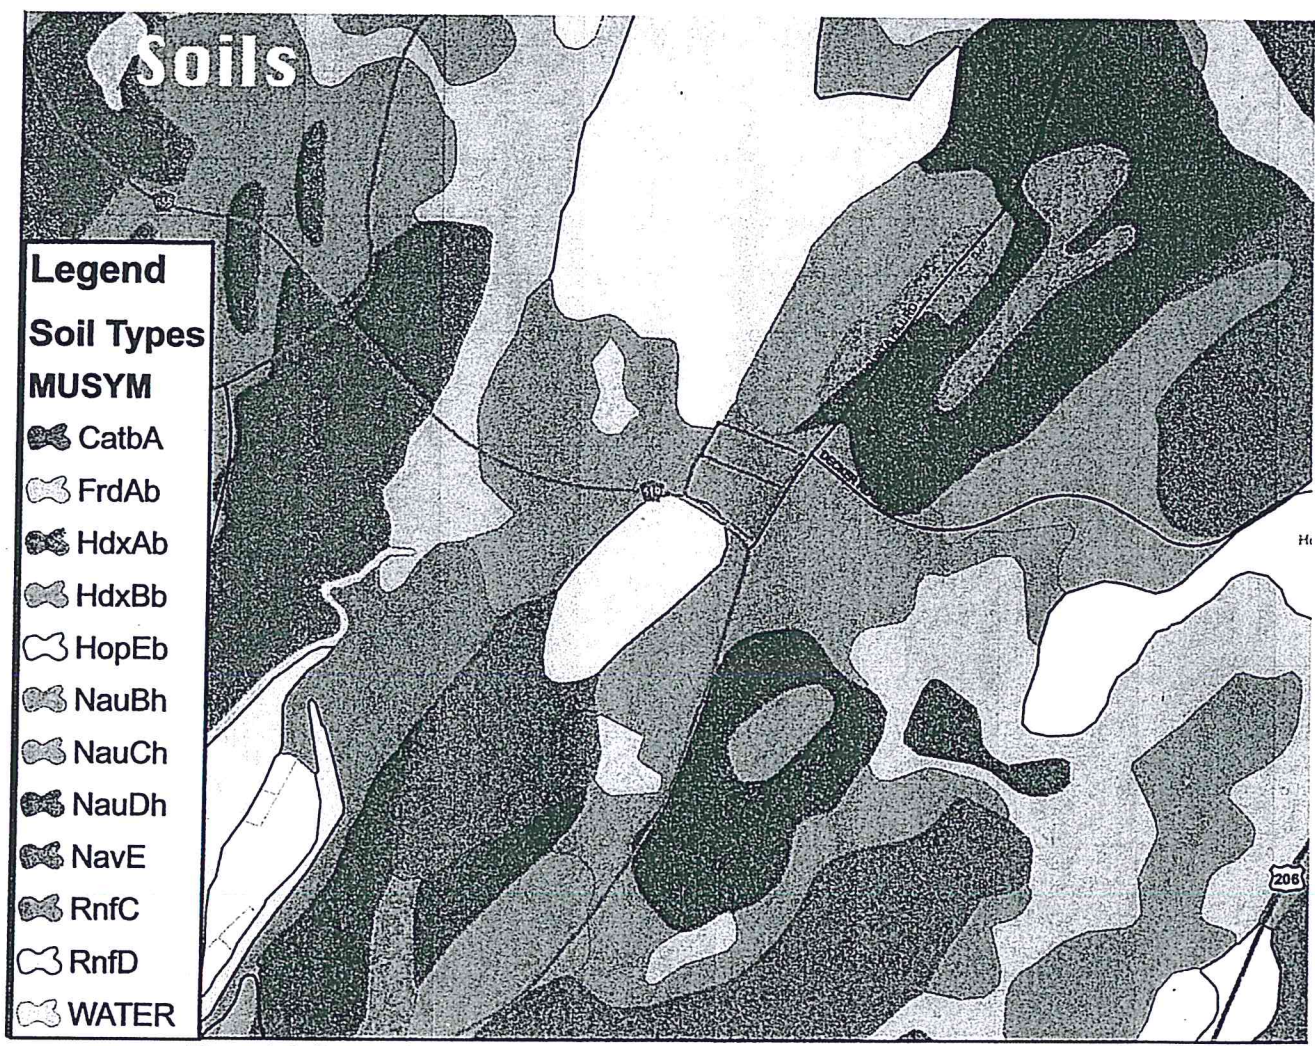 Soils
Legend
Soil Types
MUSYM
CatbA
FrdAb
HdxAb
HdxBb
HopEb
NauBh
NauCh
NauDh
NavE
RnfC
RnfD
WATER
206